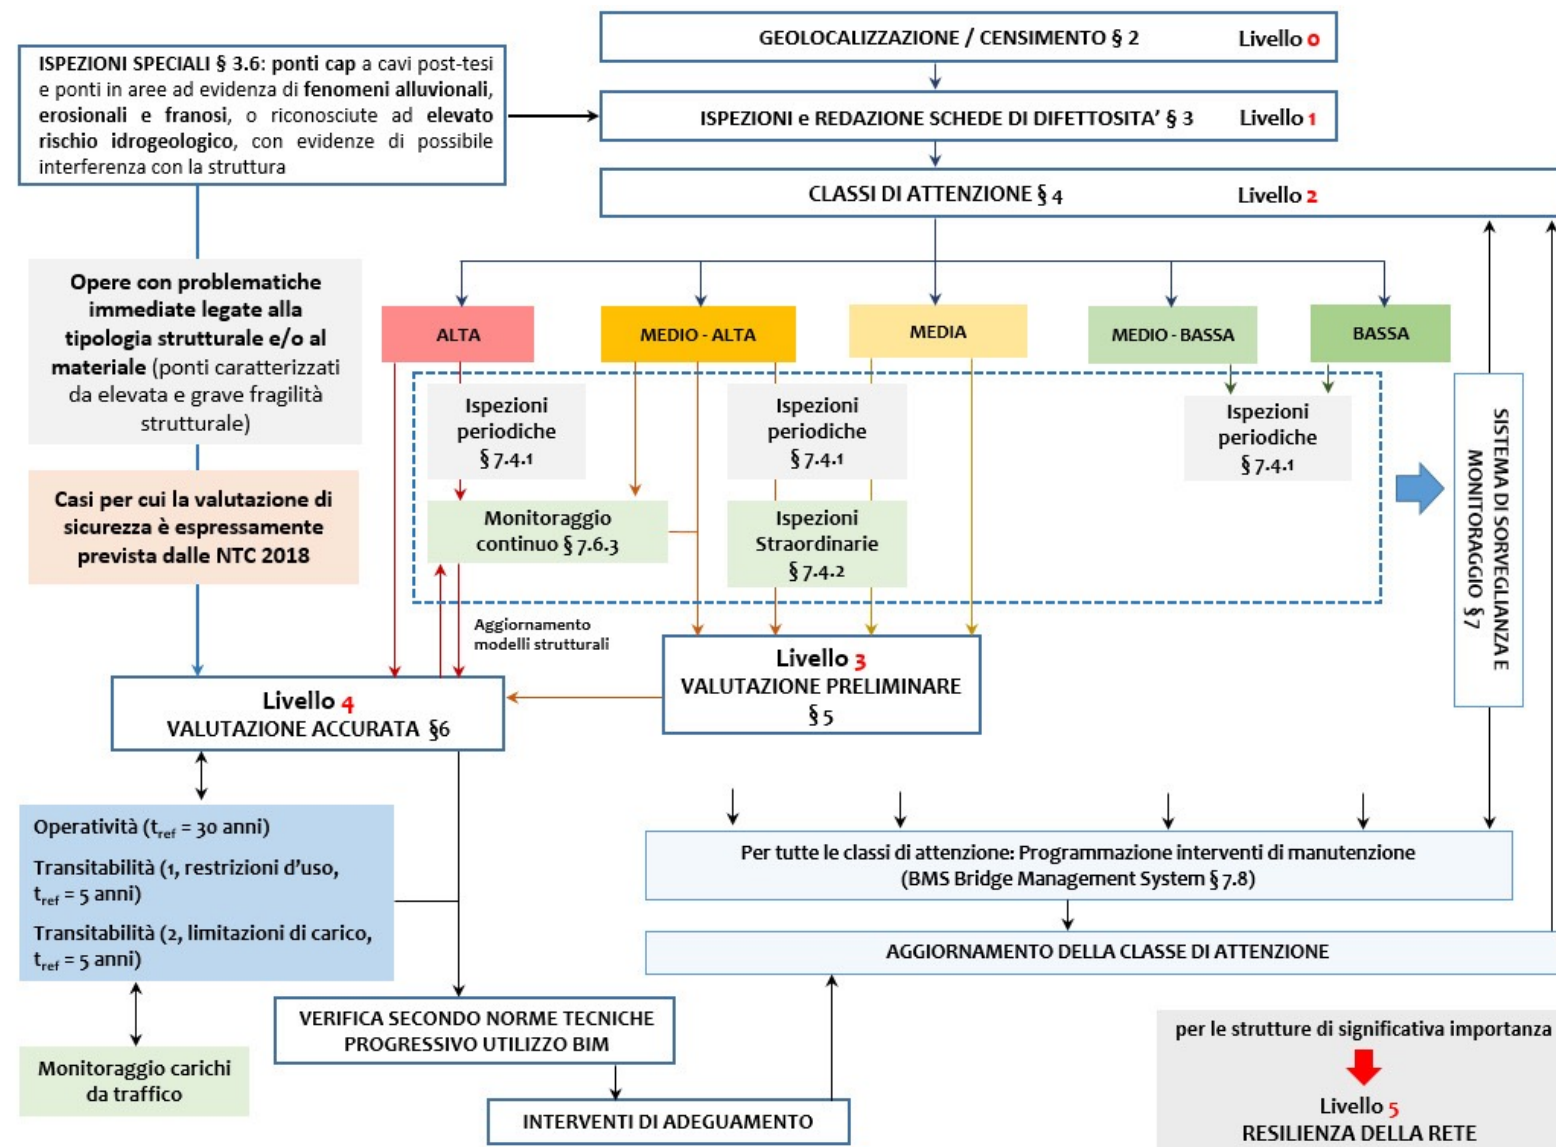 GEOLOCALIZZAZIONE / CENSIMENTO § 2 Livello 0
ISPEZIONI SPECIALI § 3.6: ponti cap a cavi post-tesi
e ponti in aree ad evidenza di fenomeni alluvionali,
erosionali e franosi, o riconosciute ad elevato
rischio idrogeologico, con evidenze di possibile
interferenza con la struttura
ISPEZIONI e REDAZIONE SCHEDE DI DIFETTOSITA’ § 3 Livello 1
CLASSI DI ATTENZIONE § 4 Livello 2
Opere con problematiche
immediate legate alla
tipologia strutturale e/o al
materiale (ponti caratterizzati
da elevata e grave fragilità
strutturale)
Casi per cui la valutazione di
sicurezza è espressamente
prevista dalle NTC 2018
ALTA
MEDIO - ALTA
MEDIA
MEDIO - BASSA
BASSA
Ispezioni
periodiche
§ 7.4.1
Monitoraggio
continuo § 7.6.3
Ispezioni
periodiche
§ 7.4.1
Ispezioni
Straordinarie
§ 7.4.2
Ispezioni
periodiche
§ 7.4.1
SISTEMA DI SORVEGLIANZA E
MONITORAGGIO §7
Aggiornamento
modelli strutturali
Livello 3
VALUTAZIONE PRELIMINARE
§ 5
Livello 4
VALUTAZIONE ACCURATA §6
Operatività (tref = 30 anni)
Transitabilità (1, restrizioni d’uso,
tref = 5 anni)
Transitabilità (2, limitazioni di carico,
tref = 5 anni)
Monitoraggio carichi
da traffico
Per tutte le classi di attenzione: Programmazione interventi di manutenzione
(BMS Bridge Management System § 7.8)
AGGIORNAMENTO DELLA CLASSE DI ATTENZIONE
VERIFICA SECONDO NORME TECNICHE
PROGRESSIVO UTILIZZO BIM
INTERVENTI DI ADEGUAMENTO
per le strutture di significativa importanza
Livello 5
RESILIENZA DELLA RETE